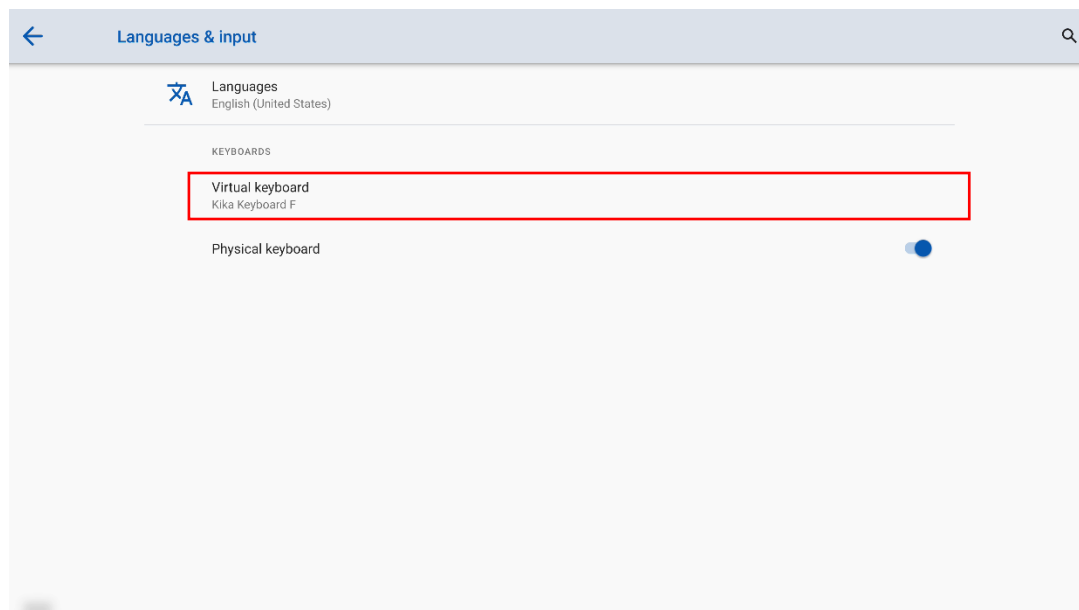 Languages & input
Languages
English (United States)
KEYBOARDS
Virtual keyboard
Kika Keyboard F
Physical keyboard